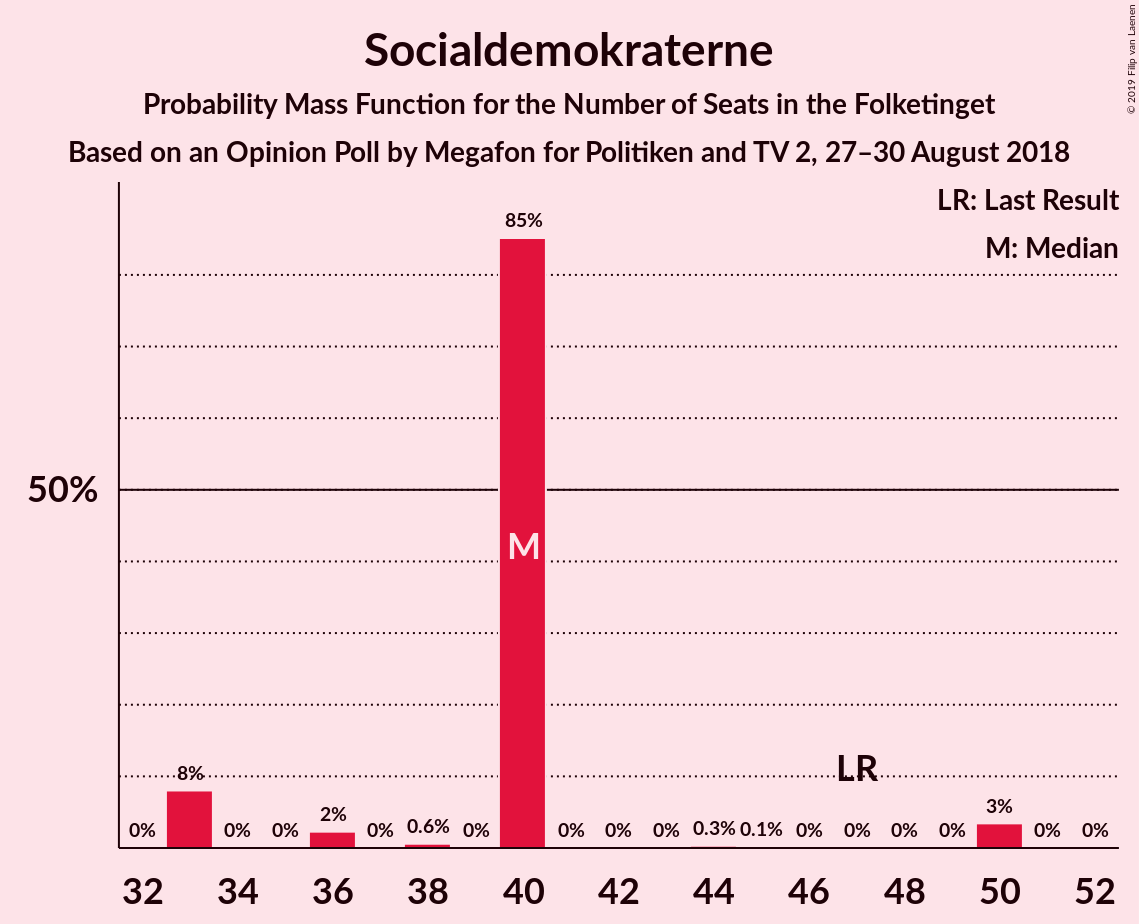 Socialdemokraterne
Probability Mass Function for the Number of Seats in the Folketinget
Based on an Opinion Poll by Megafon for Politiken and TV 2, 27–30 August 2018
© 2019 Filip van Laenen
LR: Last Result
M: Median
50%
0% 8% 0% 0% 2% 0% 0.6% 0% 85% 0% 0% 0% 0.3% 0.1% 0% 0% 0% 0% 3% 0% 0%
M
LR
32 34 36 38 40 42 44 46 48 50 52